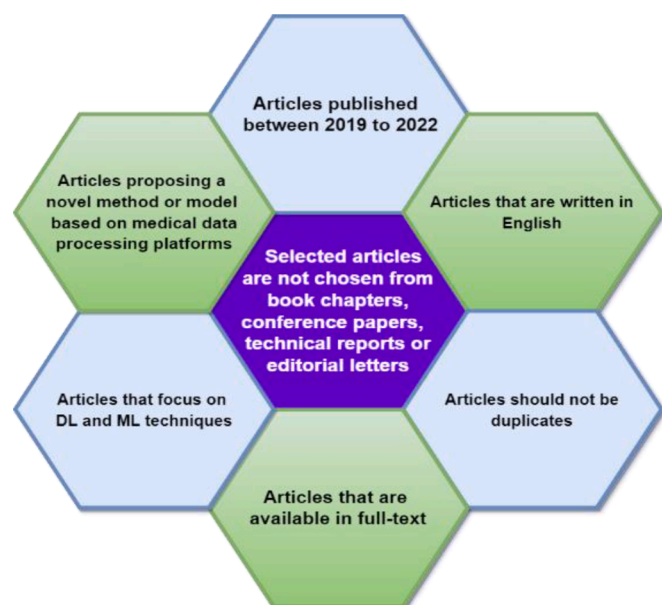 Articles published
between 2019 to 2022
Articles proposing a
novel method or model
based on medical data
processing platforms
Articles that are written in
English
Selected articles
are not chosen from
book chapters,
conference papers,
technical reports or
editorial letters
Articles that focus on
DL and ML techniques
Articles should not be
duplicates
Articles that are
available in full-text